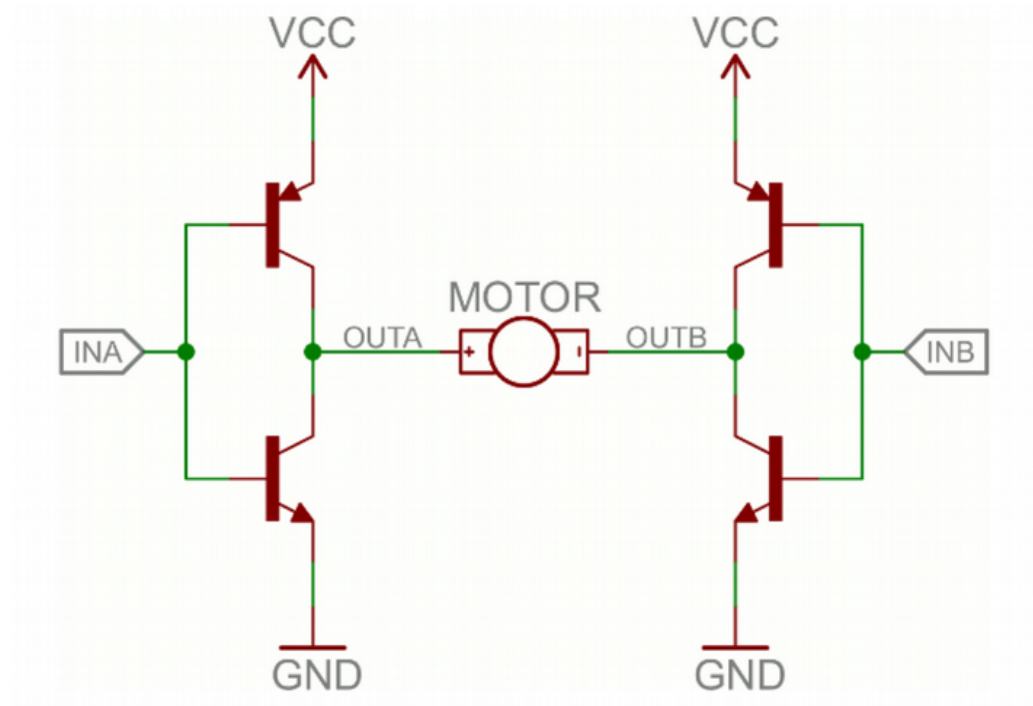 VCC
VCC
MOTOR
INA
OUTA
+
-
OUTB
INB
GND
GND